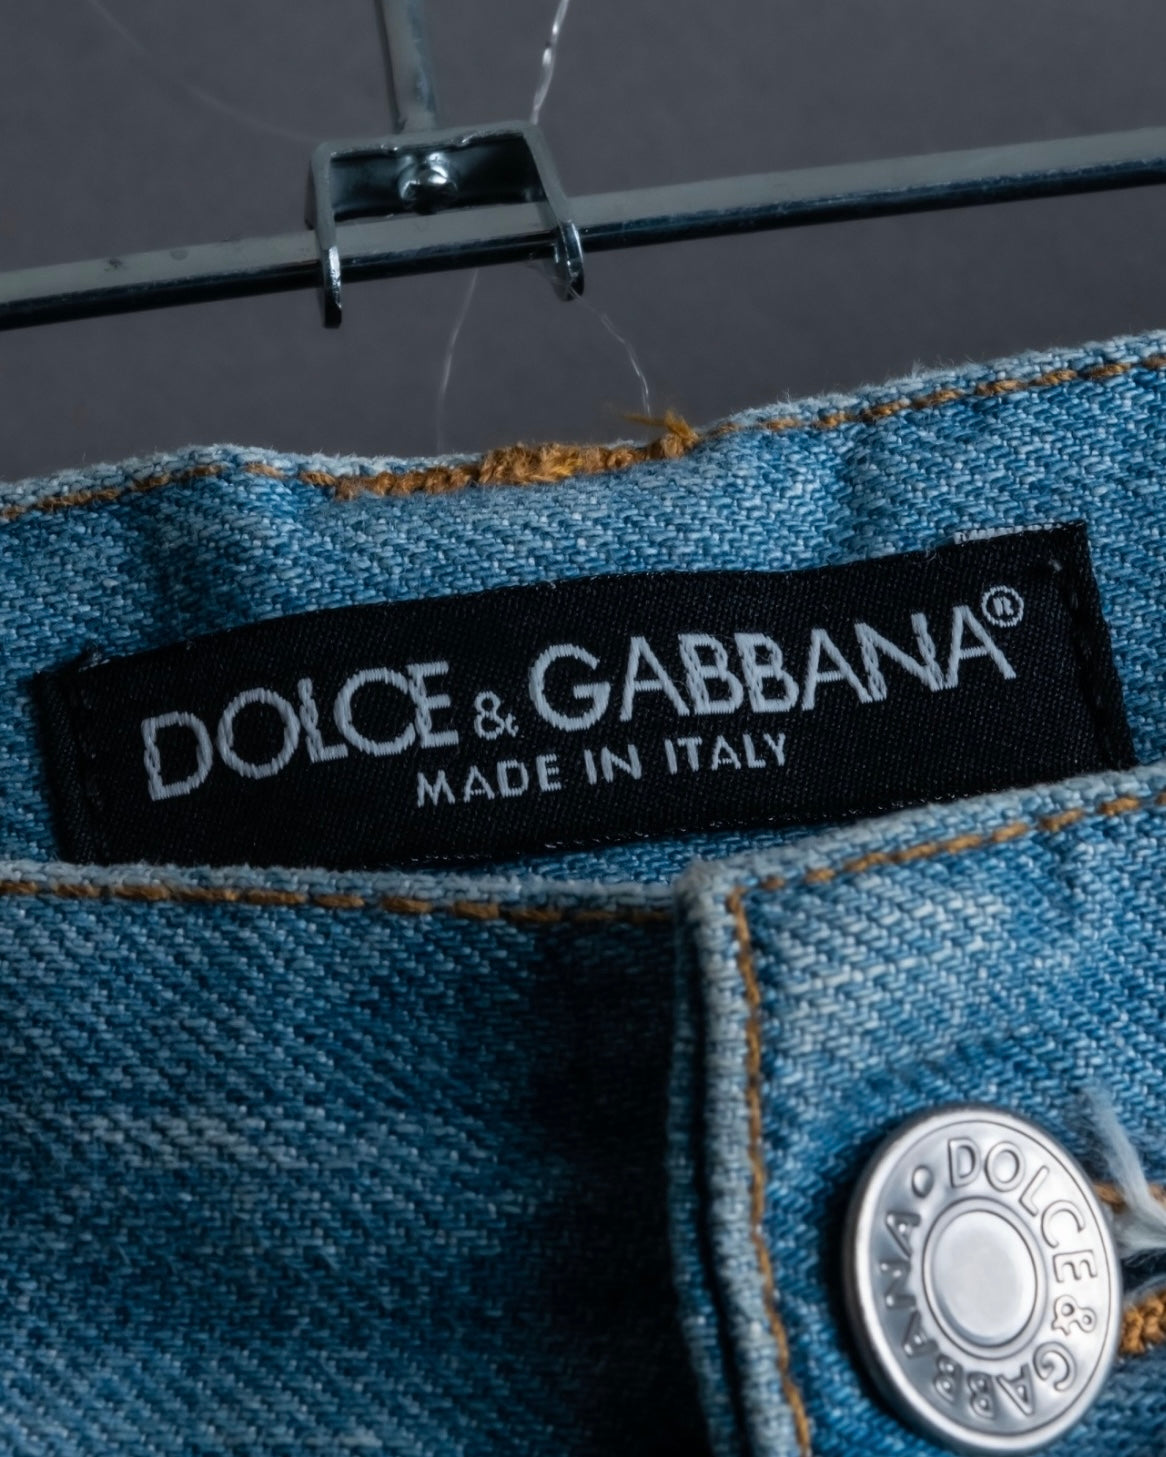 DOLCE & GABBANA®
MADE IN ITALY
DOLCE & GABBANA •